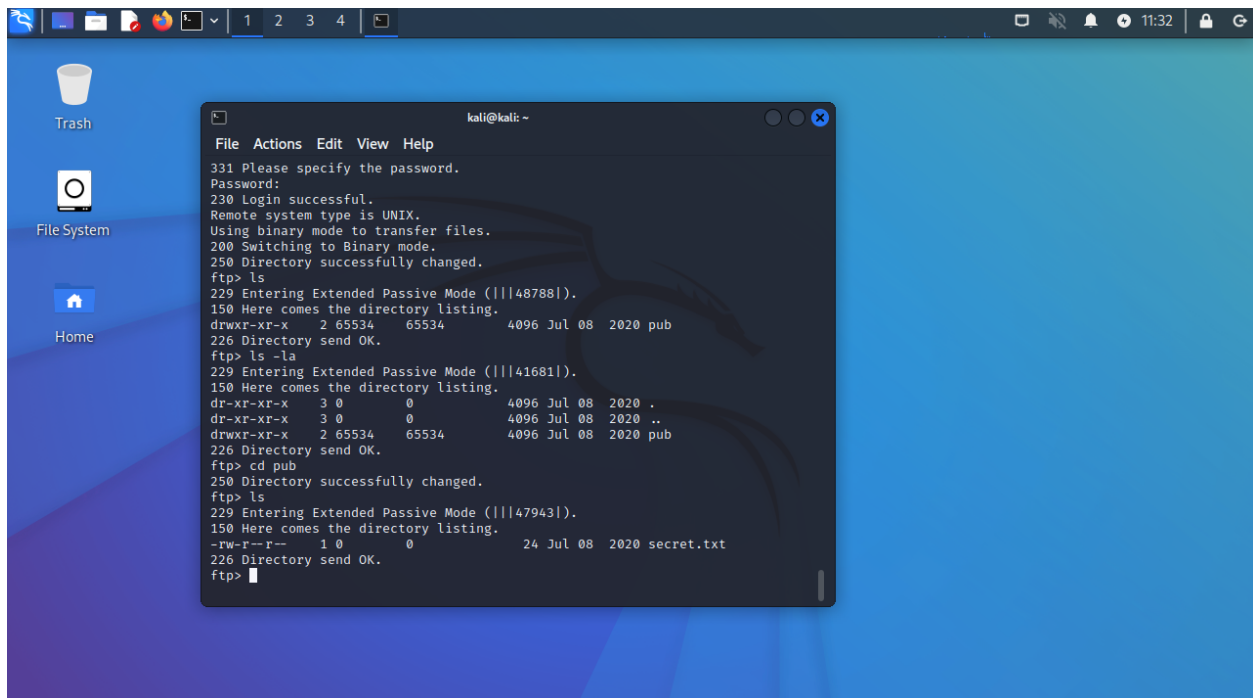 1 2 3 4
11:32
Trash
File System
Home
kali@kali: ~
File Actions Edit View Help
331 Please specify the password.
Password:
230 Login successful.
Remote system type is UNIX.
Using binary mode to transfer files.
200 Switching to Binary mode.
250 Directory successfully changed.
ftp> ls
229 Entering Extended Passive Mode (|||48788|).
150 Here comes the directory listing.
drwxr-xr-x    2 65534    65534        4096 Jul 08  2020 pub
226 Directory send OK.
ftp> ls -la
229 Entering Extended Passive Mode (|||41681|).
150 Here comes the directory listing.
dr-xr-xr-x    3 0        0            4096 Jul 08  2020 .
dr-xr-xr-x    3 0        0            4096 Jul 08  2020 ..
drwxr-xr-x    2 65534    65534        4096 Jul 08  2020 pub
226 Directory send OK.
ftp> cd pub
250 Directory successfully changed.
ftp> ls
229 Entering Extended Passive Mode (|||47943|).
150 Here comes the directory listing.
-rw-r--r--    1 0        0              24 Jul 08  2020 secret.txt
226 Directory send OK.
ftp>